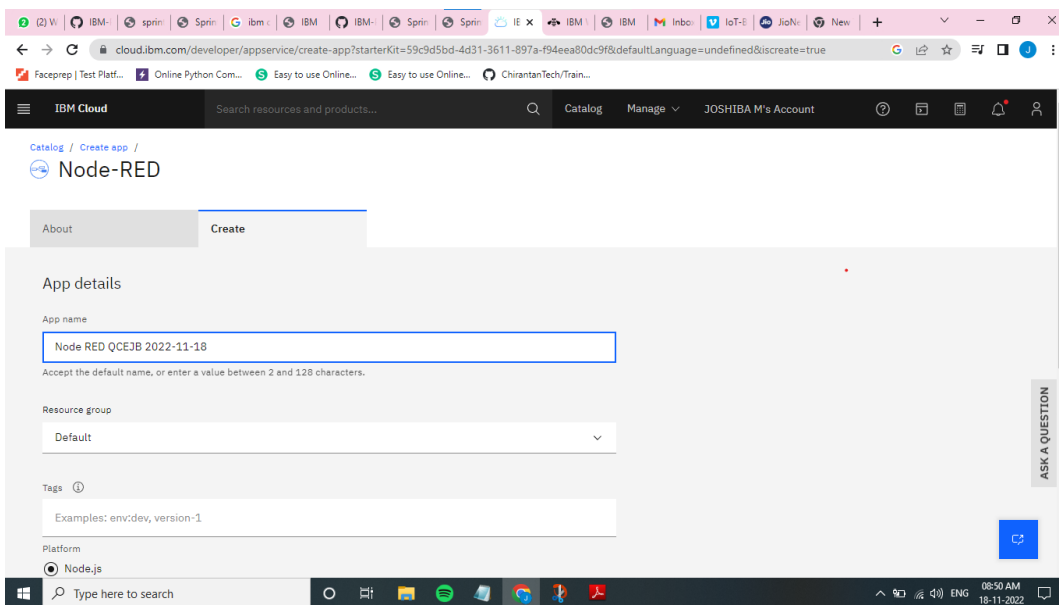 (2) W IBM- sprin Sprin ibm c IBM IBM- Sprin Sprin IE IBM IBM Inbo IoT-E JioNe New
cloud.ibm.com/developer/appservice/create-app?starterKit=59c9d5bd-4d31-3611-897a-f94eea80dc9f&defaultLanguage=undefined&iscreate=true
Faceprep | Test Platf... Online Python Com... Easy to use Online... Easy to use Online... ChirantanTech/Train...
IBM Cloud Search resources and products... Catalog Manage JOSHIBA M's Account
Catalog / Create app /
Node-RED
About Create
App details
App name
Node RED QCEJB 2022-11-18
Accept the default name, or enter a value between 2 and 128 characters.
Resource group
Default
Tags
Examples: env:dev, version-1
Platform
Node.js
ASK A QUESTION
Type here to search ENG 08:50 AM
18-11-2022